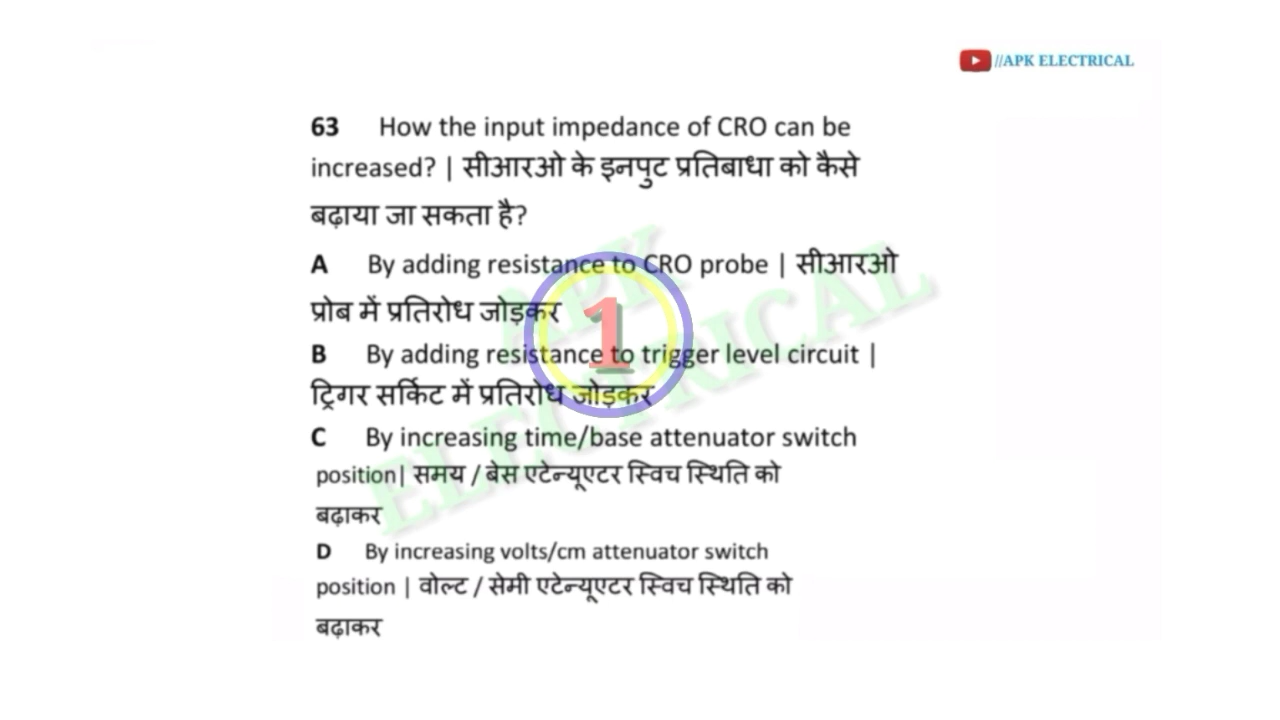 //APK ELECTRICAL
63 How the input impedance of CRO can be
increased? | सीआरओ के इनपुट प्रतिबाधा को कैसे
बढ़ाया जा सकता है?
A By adding resistance to CRO probe | सीआरओ
प्रोब में प्रतिरोध जोड़कर
B By adding resistance to trigger level circuit |
ट्रिगर सर्किट में प्रतिरोध जोड़कर
C By increasing time/base attenuator switch
position| समय / बेस एटेन्यूएटर स्विच स्थिति को
बढ़ाकर
D By increasing volts/cm attenuator switch
position | वोल्ट / सेमी एटेन्यूएटर स्विच स्थिति को
बढ़ाकर
1
APK
ELECTRICAL